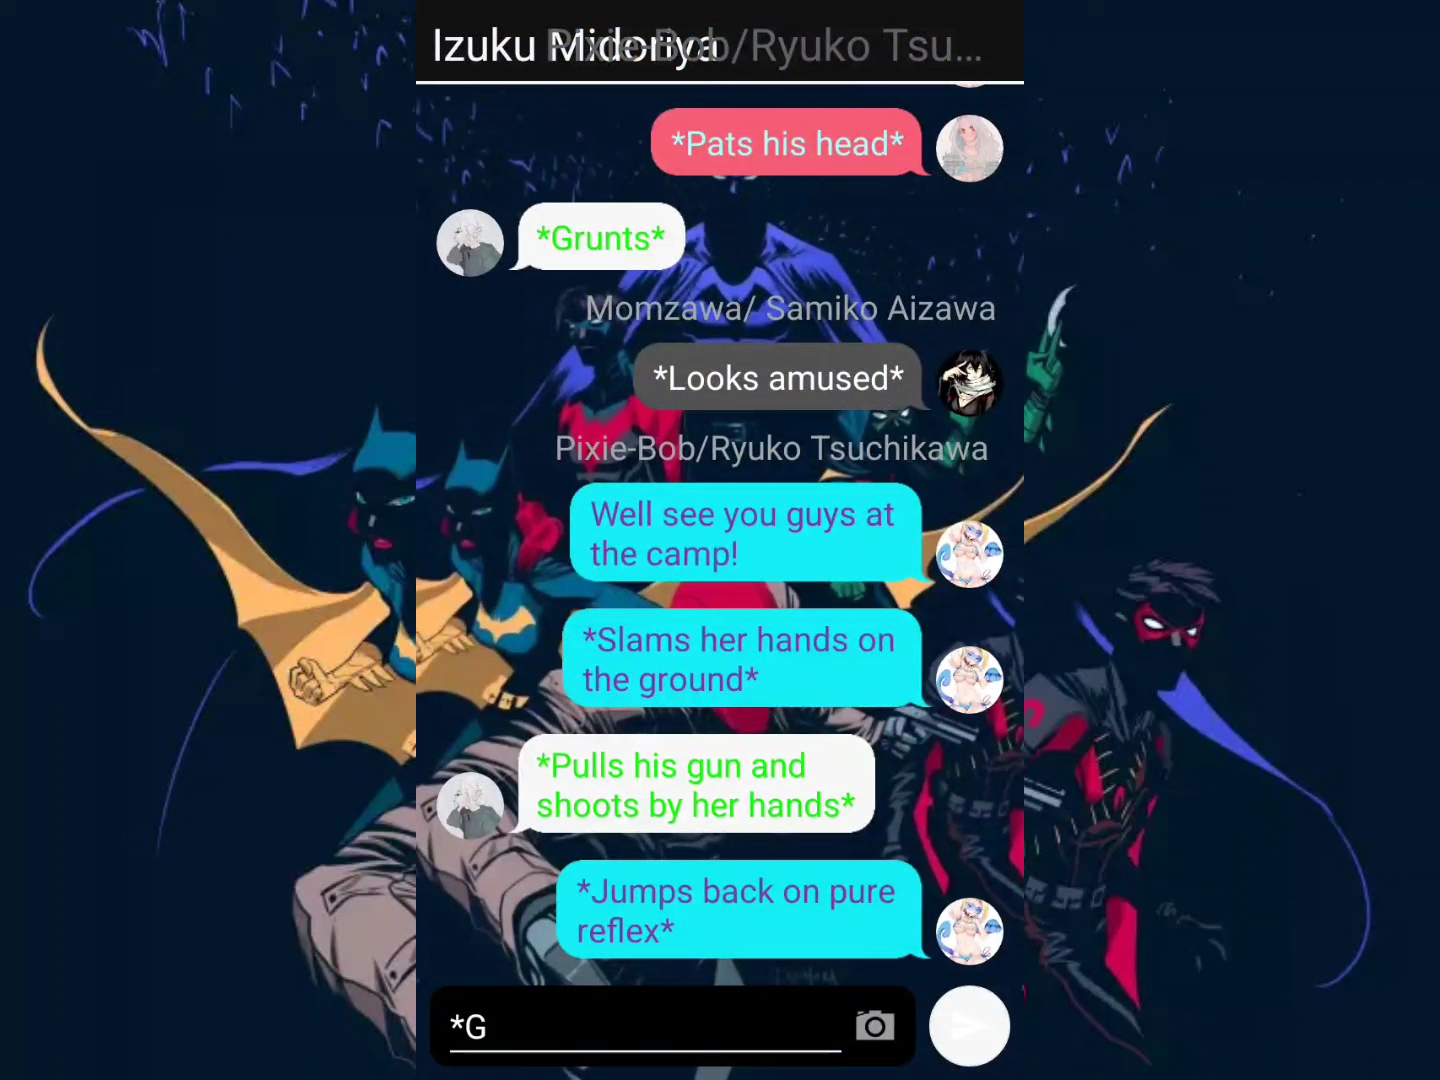 Izuku Midoriya
Pixie-Bob/Ryuko Tsu...
*Pats his head*
*Grunts*
Momzawa/ Samiko Aizawa
*Looks amused*
Pixie-Bob/Ryuko Tsuchikawa
Well see you guys at
the camp!
*Slams her hands on
the ground*
*Pulls his gun and
shoots by her hands*
*Jumps back on pure
reflex*
*G